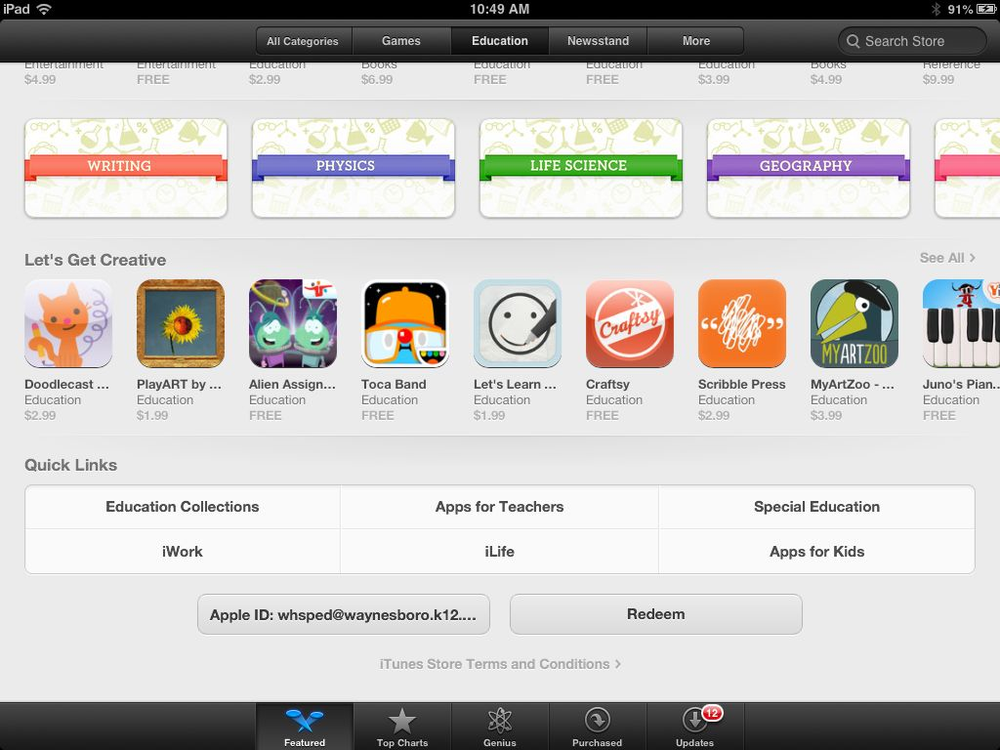 iPad 10:49 AM 91%
All Categories Games Education Newsstand More Search Store
Entertainment Entertainment Education Books Education Education Education Books Reference
$4.99 FREE $2.99 $6.99 FREE FREE $3.99 $4.99 $9.99
WRITING PHYSICS LIFE SCIENCE GEOGRAPHY
Let's Get Creative See All >
Craftsy
MYARTZOO
Doodlecast ... PlayART by ... Alien Assign... Toca Band Let's Learn ... Craftsy Scribble Press MyArtZoo - ... Juno's Pian...
Education Education Education Education Education Education Education Education Education
$2.99 $1.99 FREE FREE $1.99 FREE $2.99 $3.99 FREE
Quick Links
Education Collections Apps for Teachers Special Education
iWork iLife Apps for Kids
Apple ID: whsped@waynesboro.k12.... Redeem
iTunes Store Terms and Conditions >
12
Featured Top Charts Genius Purchased Updates